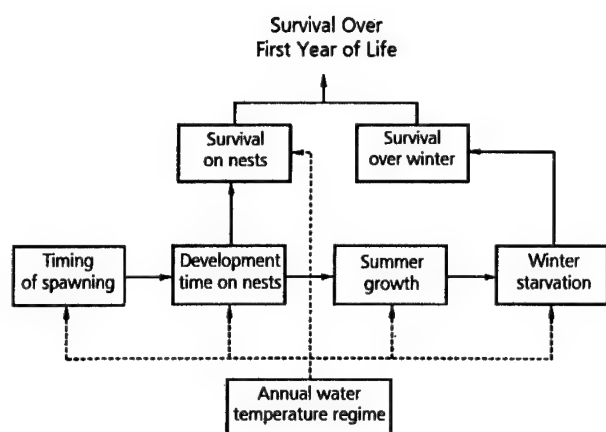 Survival Over
First Year of Life
Survival
on nests
Survival
over winter
Timing
of spawning
Development
time on nests
Summer
growth
Winter
starvation
Annual water
temperature regime